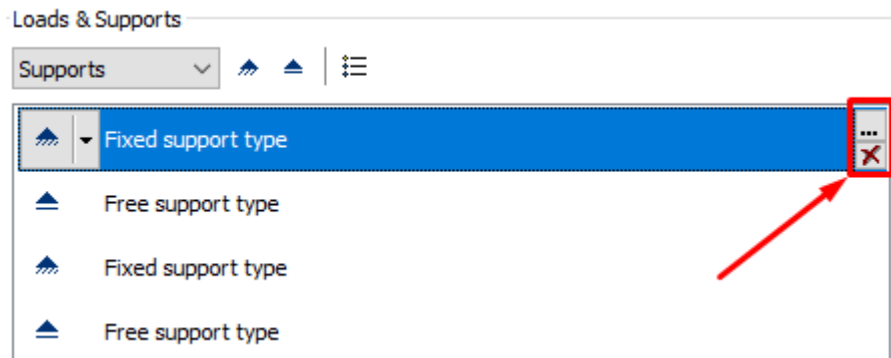 Loads & Supports
Supports
Fixed support type
...
Free support type
Fixed support type
Free support type